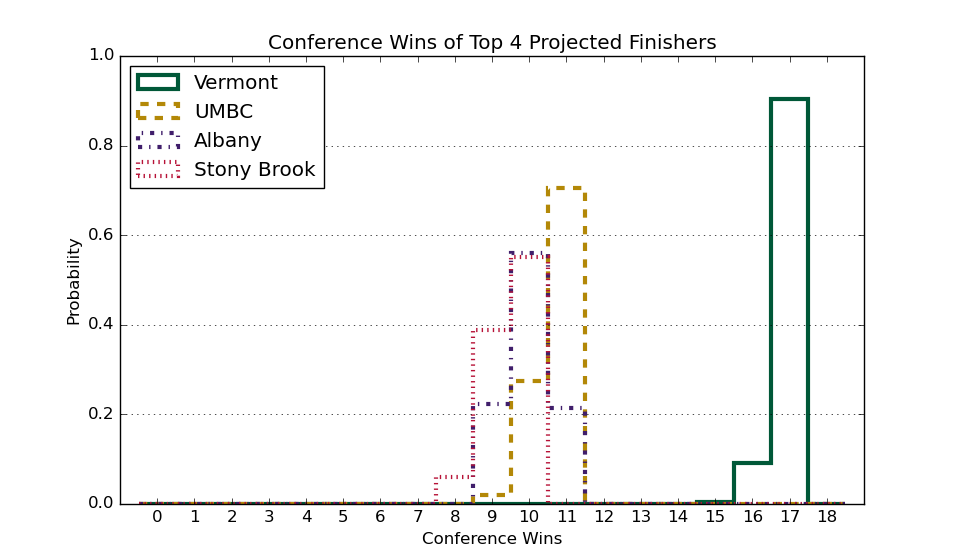 Conference Wins of Top 4 Projected Finishers
1.0
0.8
0.6
0.4
0.2
0.0
Probability
Vermont
UMBC
Albany
Stony Brook
0 1 2 3 4 5 6 7 8 9 10 11 12 13 14 15 16 17 18
Conference Wins